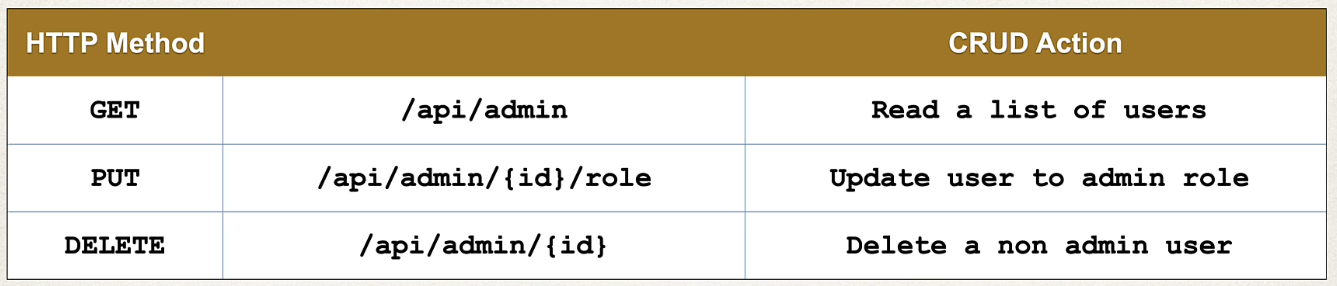 HTTP Method CRUD Action
GET /api/admin Read a list of users
PUT /api/admin/{id}/role Update user to admin role
DELETE /api/admin/{id} Delete a non admin user